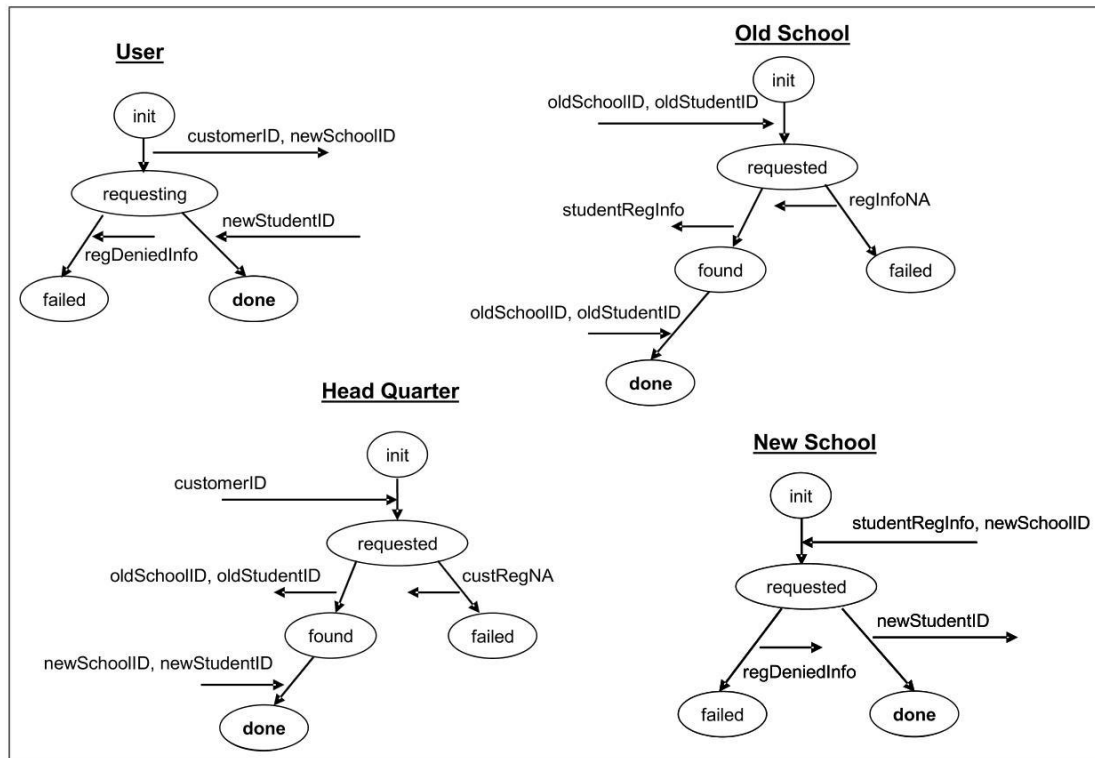 User
init
customerID, newSchoolID
requesting
newStudentID
regDeniedInfo
failed
done
Old School
init
oldSchoolID, oldStudentID
requested
studentRegInfo
regInfoNA
found
failed
oldSchoolID, oldStudentID
done
Head Quarter
init
customerID
requested
oldSchoolID, oldStudentID
custRegNA
found
failed
newSchoolID, newStudentID
done
New School
init
studentRegInfo, newSchoolID
requested
newStudentID
regDeniedInfo
failed
done